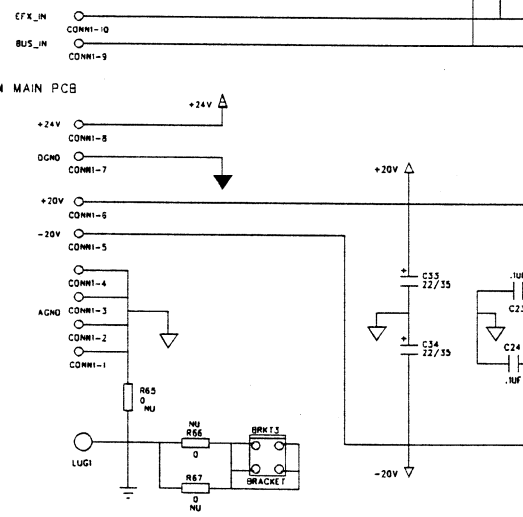 EFX_IN
CONN1-10
BUS_IN
CONN1-9
MAIN PCB
+24V
+24V
CONN1-8
DGND
CONN1-7
+20V
+20V
CONN1-6
-20V
CONN1-5
CONN1-4
AGND CONN1-3
CONN1-2
CONN1-1
+
C33
22/35
+
C34
22/35
.1UF
C23
C24
.1UF
R65
0
NU
NU
R66
0
BRKT3
BRACKET
LUG1
R67
0
NU
-20V